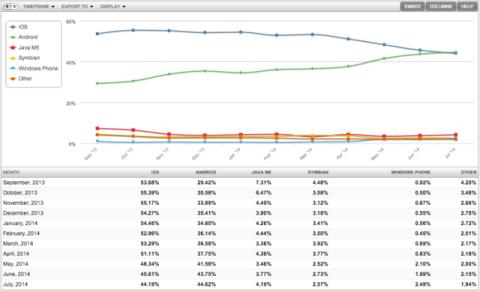 TIMEFRAME EXPORT TO DISPLAY EMBED COLUMNS HELP
iOS
Android
Java ME
Symbian
Windows Phone
Other
60%
40%
20%
0%
Sep '13 Oct '13 Nov '13 Dec '13 Jan '14 Feb '14 Mar '14 Apr '14 May '14 Jun '14 Jul '14
MONTH IOS ANDROID JAVA ME SYMBIAN WINDOWS PHONE OTHER
September, 2013 53.68% 29.42% 7.31% 4.48% 0.92% 4.20%
October, 2013 55.39% 30.58% 6.47% 3.58% 0.50% 3.48%
November, 2013 55.17% 33.89% 4.49% 3.12% 0.67% 2.66%
December, 2013 54.27% 35.41% 3.90% 3.18% 0.55% 2.70%
January, 2014 54.46% 34.60% 4.26% 3.41% 0.56% 2.72%
February, 2014 52.96% 36.14% 4.44% 3.50% 0.45% 2.51%
March, 2014 53.29% 36.58% 3.36% 3.92% 0.69% 2.17%
April, 2014 51.11% 37.75% 4.36% 3.77% 0.83% 2.18%
May, 2014 48.34% 41.58% 3.46% 2.52% 2.10% 2.00%
June, 2014 45.61% 43.75% 3.77% 2.73% 1.99% 2.15%
July, 2014 44.19% 44.62% 4.19% 2.57% 2.49% 1.94%